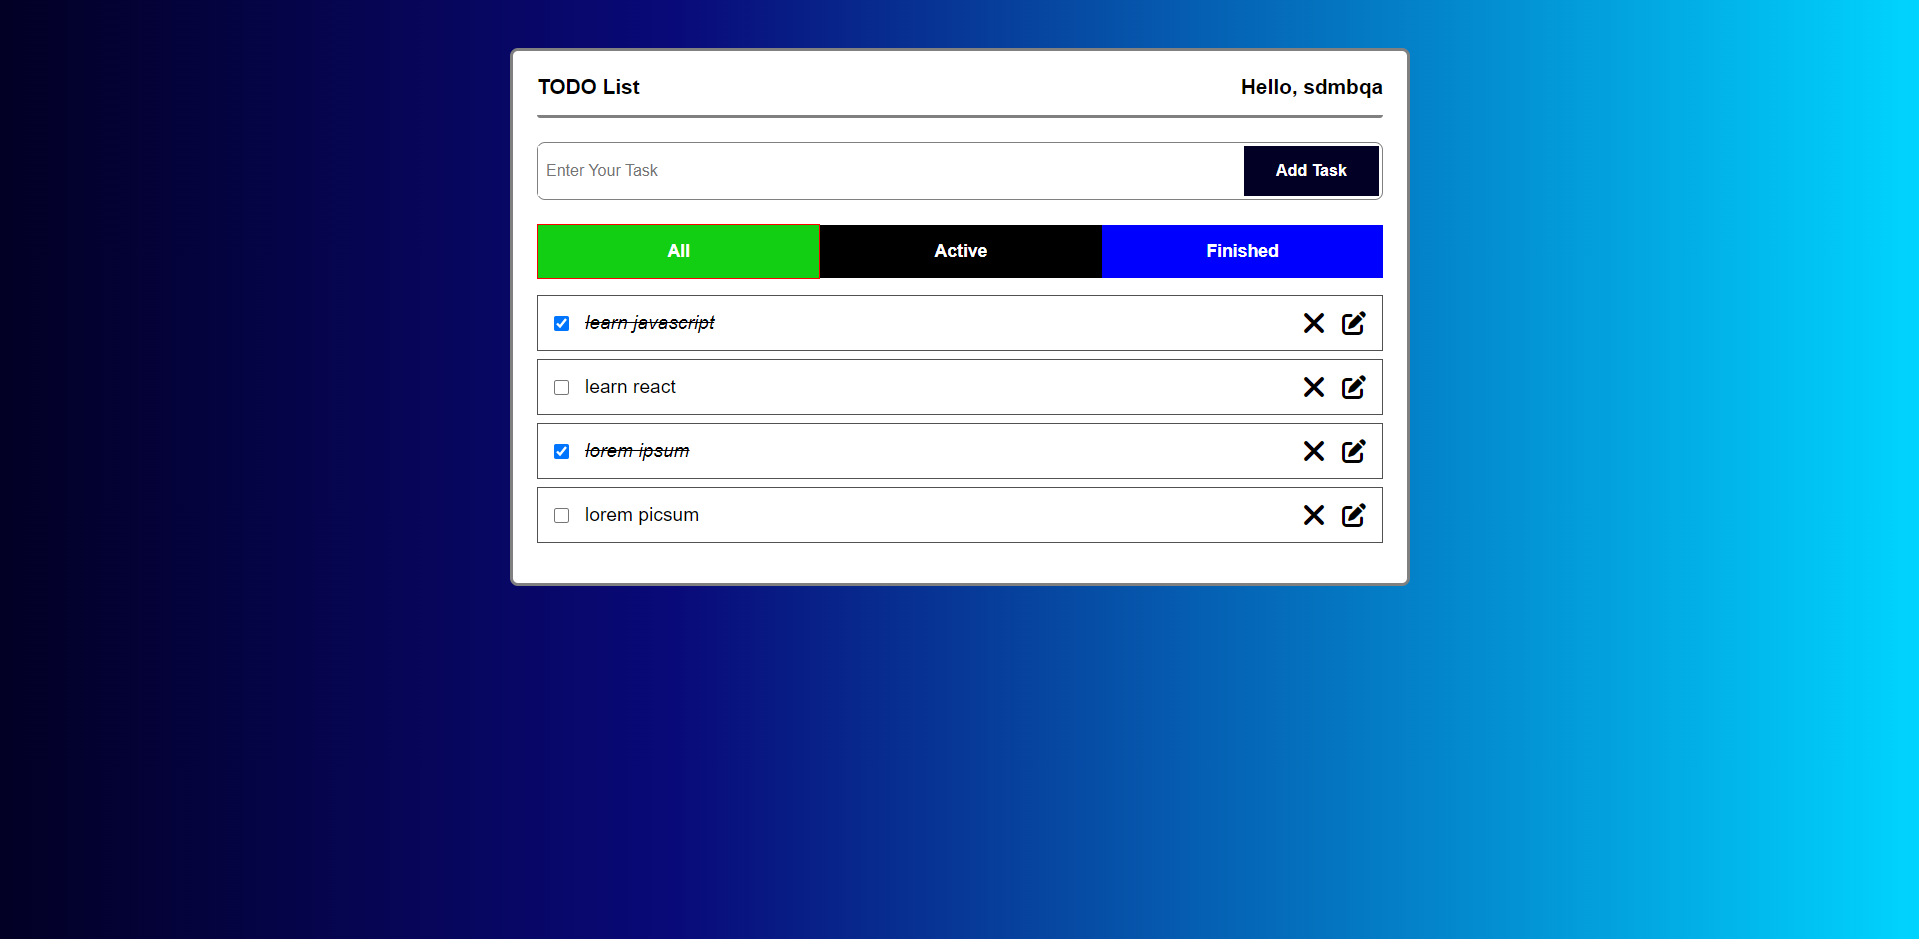 TODO List
Hello, sdmbqa
Enter Your Task
Add Task
All
Active
Finished
learn javascript
learn react
lorem ipsum
lorem picsum